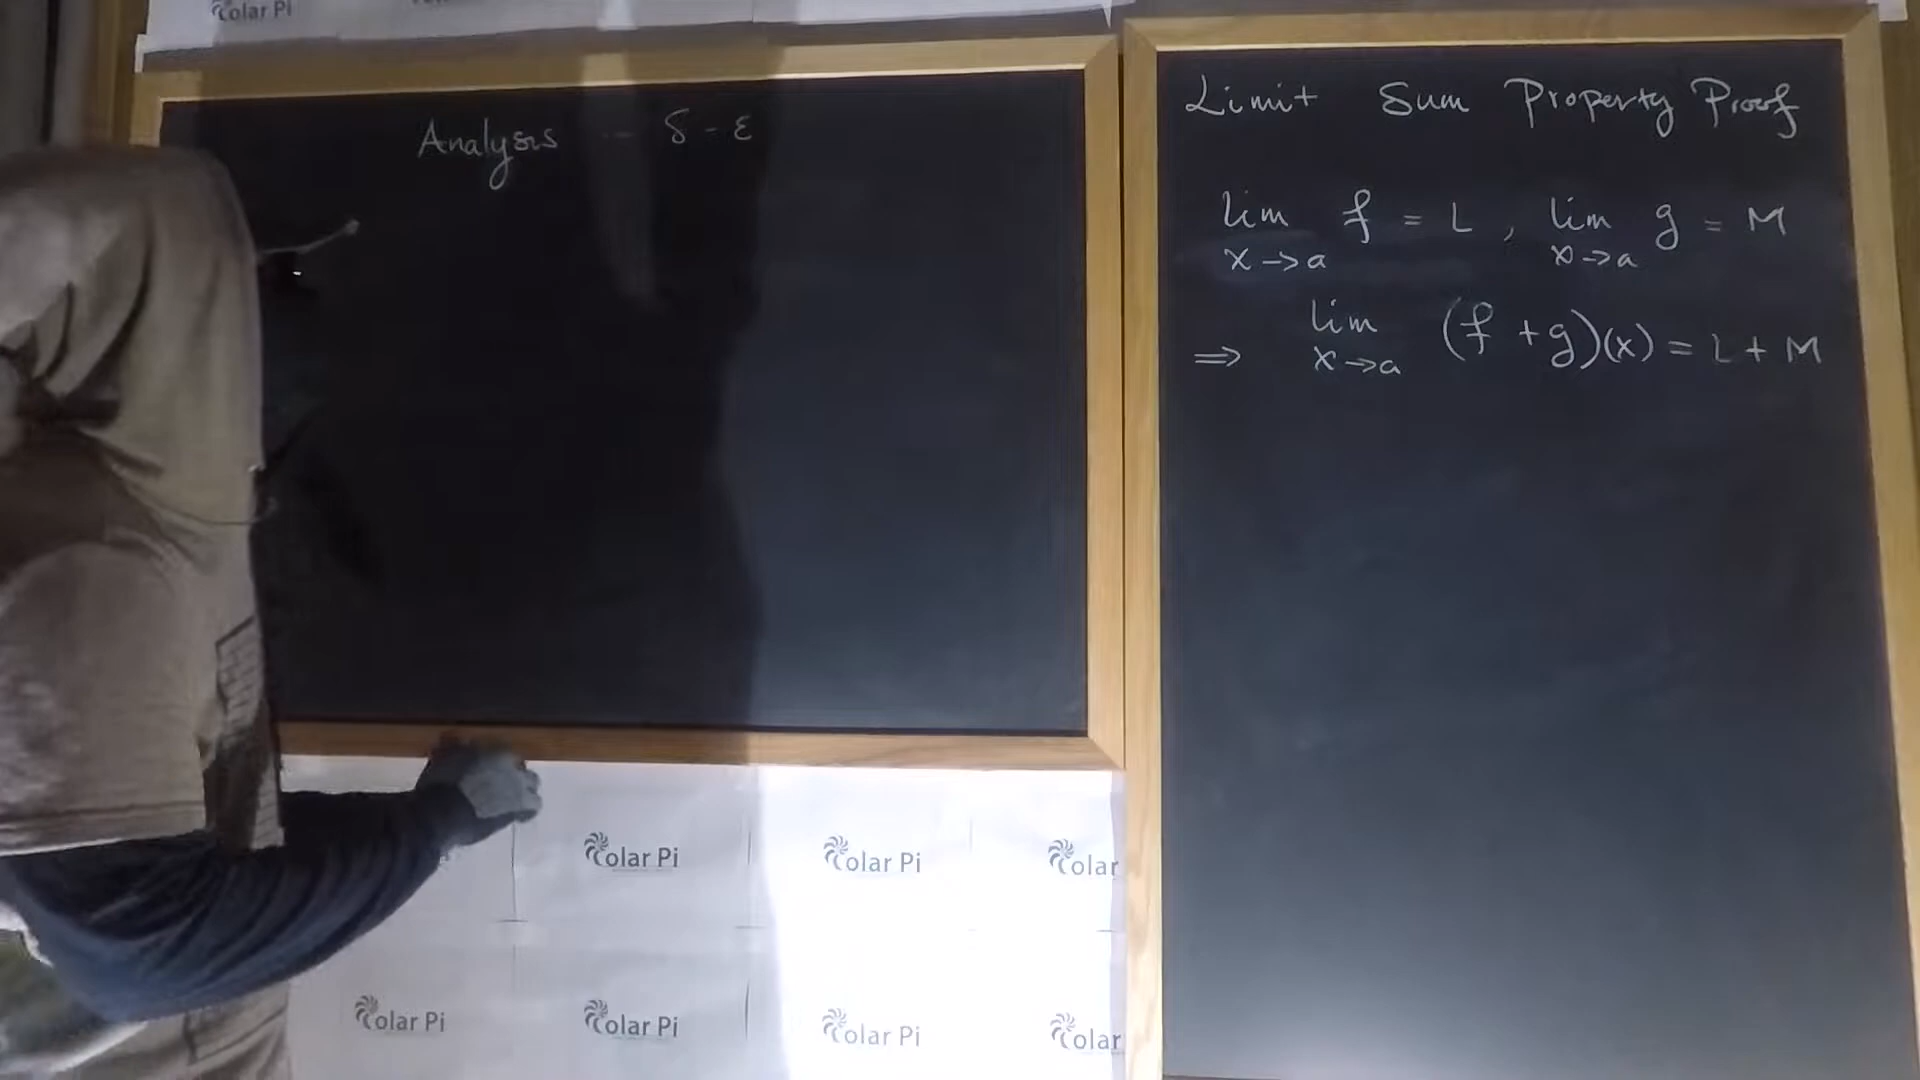 Colar Pi
Analysis -- δ-ε
Limit Sum Property Proof
lim f = L , lim g = M
x→a x→a
lim (f + g)(x) = L + M
⇒ x→a
Colar Pi Colar Pi Colar
Colar Pi Colar Pi Colar Pi Colar